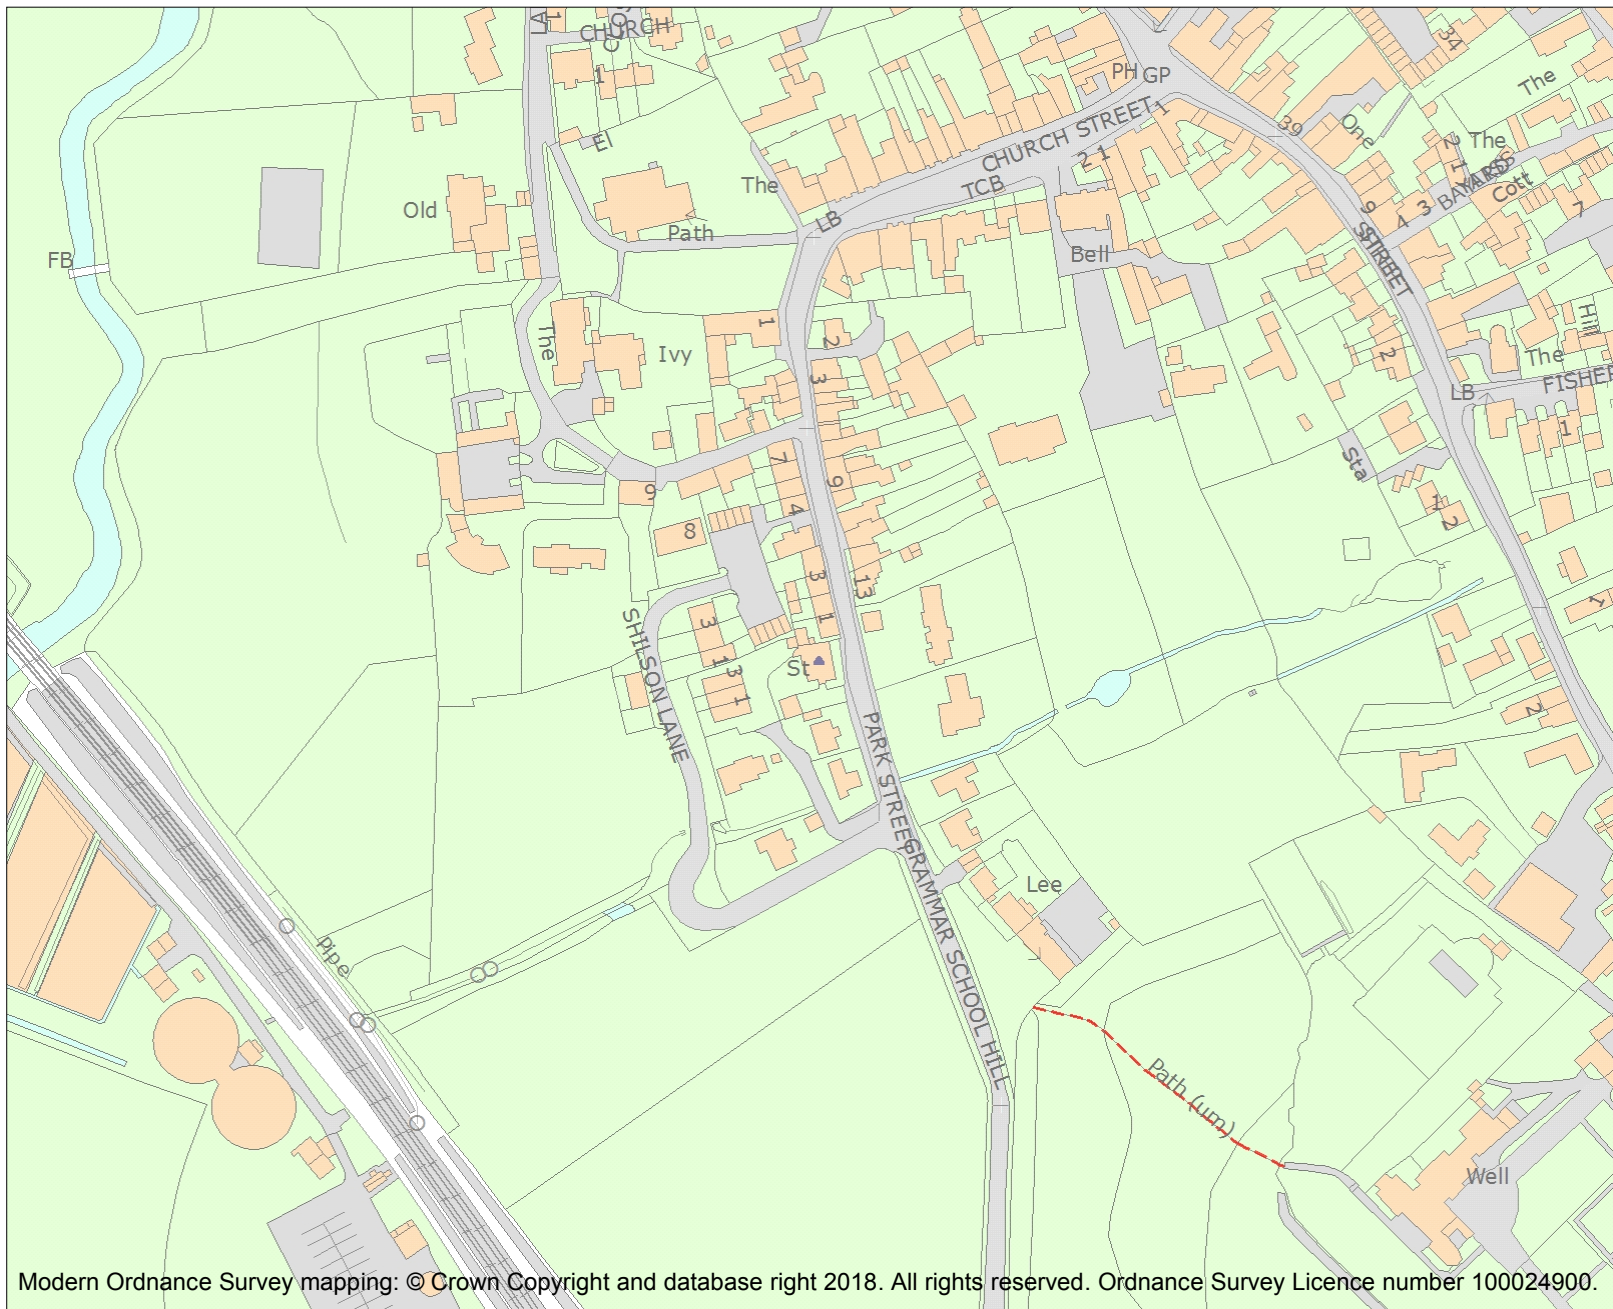 CHURCH
LA
CLOS
1
1
El
34
The
PH
GP
1
39
One
CHURCH STREET
2 1
TCB
LB
The
2
1
The
BAYARDS
Cott
7
9
4
3
STREET
Old
Path
FB
Bell
The
Ivy
1
2
3
2
The
Hill
FISHER
LB
1
Sta
1
2
7
9
4
9
8
3
13
1
1
SHILSON LANE
3
1
3
1
St
2
PARK STREET
GRAMMAR SCHOOL HILL
Lee
Pipe
Path (um)
Well
Modern Ordnance Survey mapping: © Crown Copyright and database right 2018. All rights reserved. Ordnance Survey Licence number 100024900.